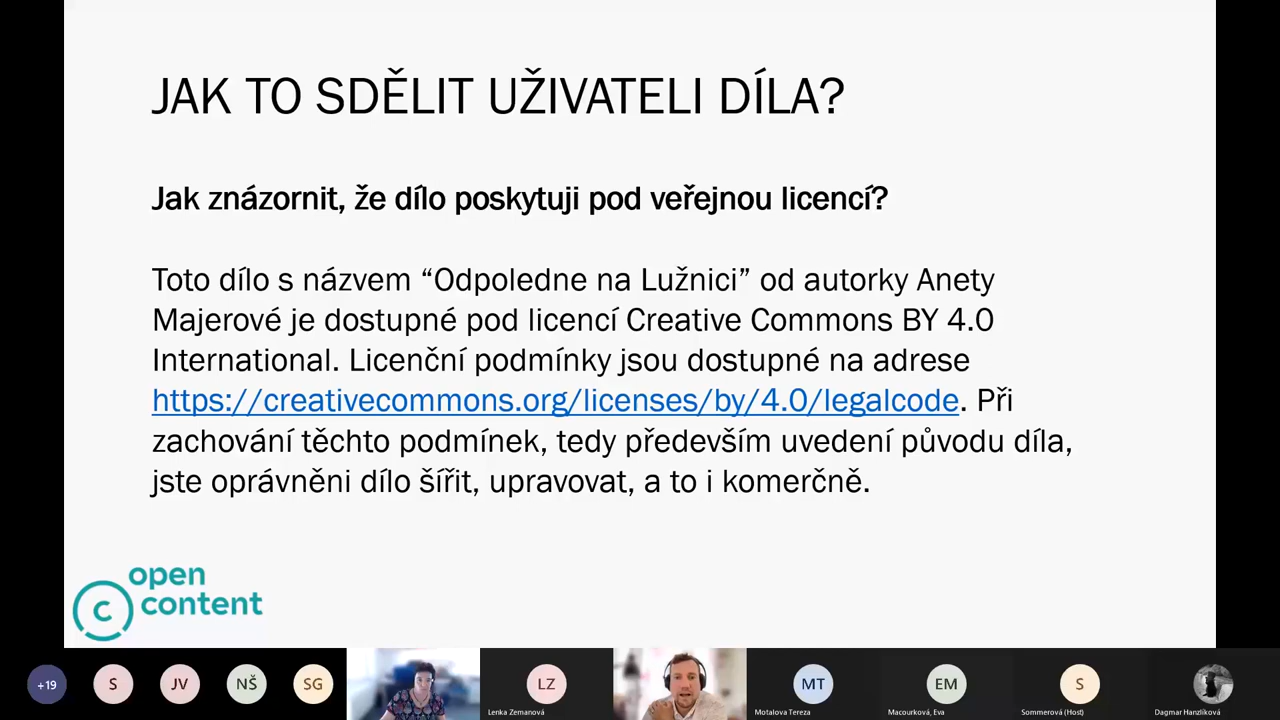 JAK TO SDĚLIT UŽIVATELI DÍLA?
Jak znázornit, že dílo poskytuji pod veřejnou licencí?
Toto dílo s názvem “Odpoledne na Lužnici” od autorky Anety
Majerové je dostupné pod licencí Creative Commons BY 4.0
International. Licenční podmínky jsou dostupné na adrese
https://creativecommons.org/licenses/by/4.0/legalcode. Při
zachování těchto podmínek, tedy především uvedení původu díla,
jste oprávněni dílo šířit, upravovat, a to i komerčně.
open
c content
+19 S JV NŠ SG LZ MT EM S
Lenka Zemanová Motalova Tereza Macourková, Eva Sommerová (Host) Dagmar Hanzlíková